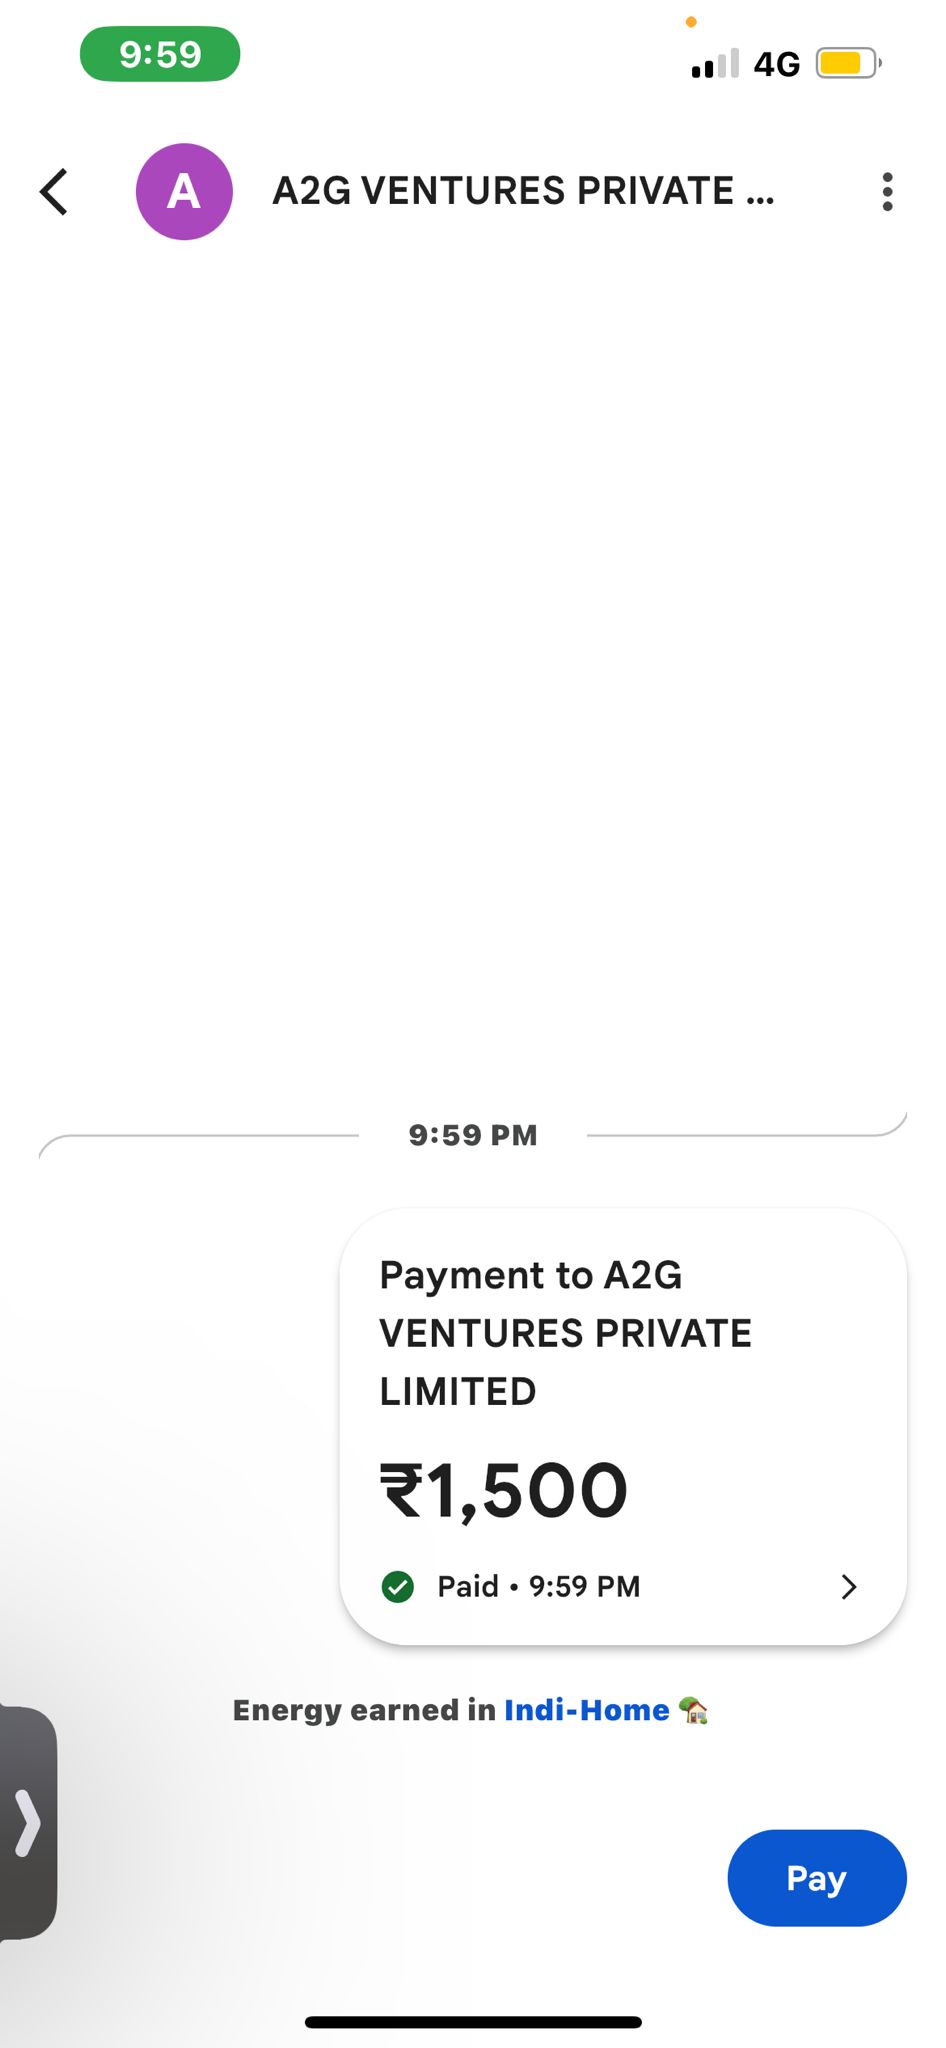 9:59
4G
A
A2G VENTURES PRIVATE ...
9:59 PM
Payment to A2G
VENTURES PRIVATE
LIMITED
₹1,500
Paid • 9:59 PM
Energy earned in Indi-Home 🏡
Pay